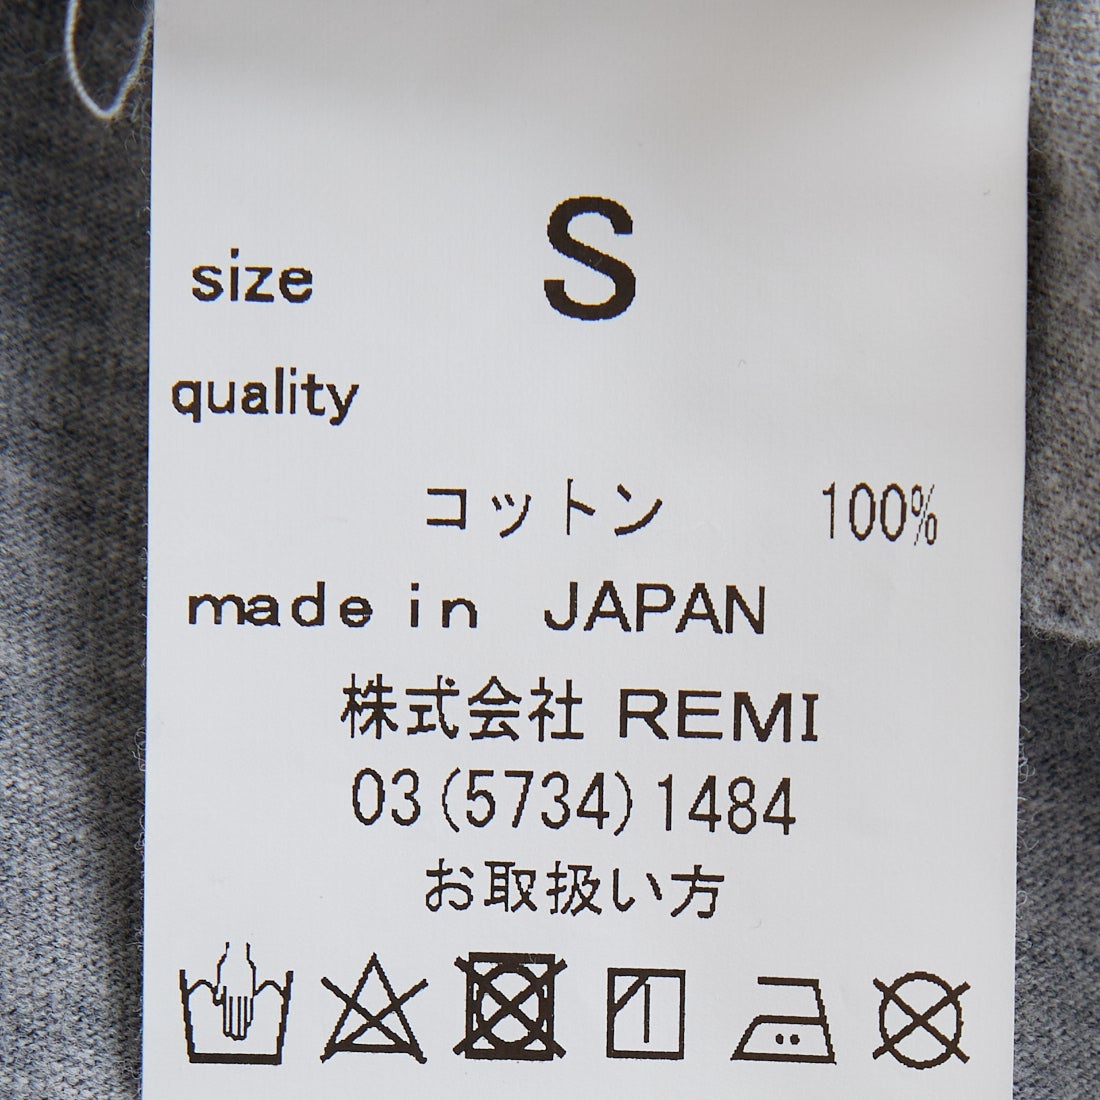 size S
quality
コットン 100%
made in JAPAN
株式会社 REMI
03(5734)1484
お取扱い方